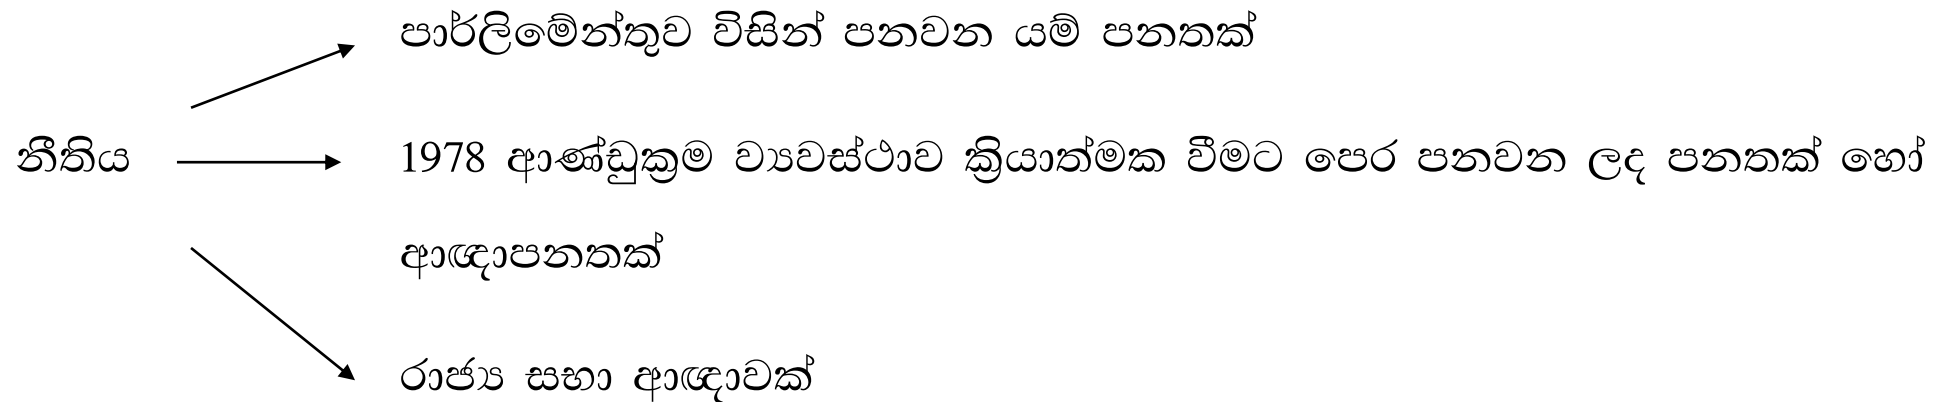 පාර්ලිමේන්තුව විසින් පනවන යම් පනතක්
නීතිය 1978 ආණ්ඩුක්‍රම ව්‍යවස්ථාව ක්‍රියාත්මක වීමට පෙර පනවන ලද පනතක් හෝ
ආඥාපනතක්
රාජ්‍ය සභා ආඥාවක්